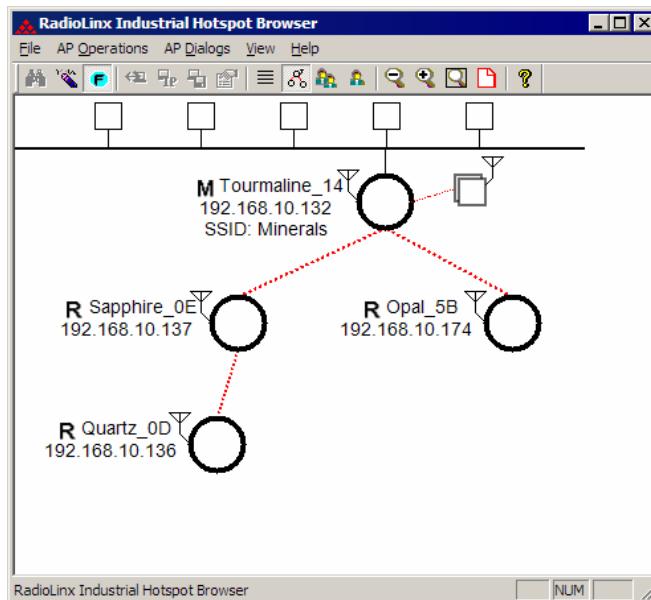 RadioLinx Industrial Hotspot Browser
File AP Operations AP Dialogs View Help
F IP ?
M Tourmaline_14
192.168.10.132
SSID: Minerals
R Sapphire_0E
192.168.10.137
R Opal_5B
192.168.10.174
R Quartz_0D
192.168.10.136
RadioLinx Industrial Hotspot Browser NUM